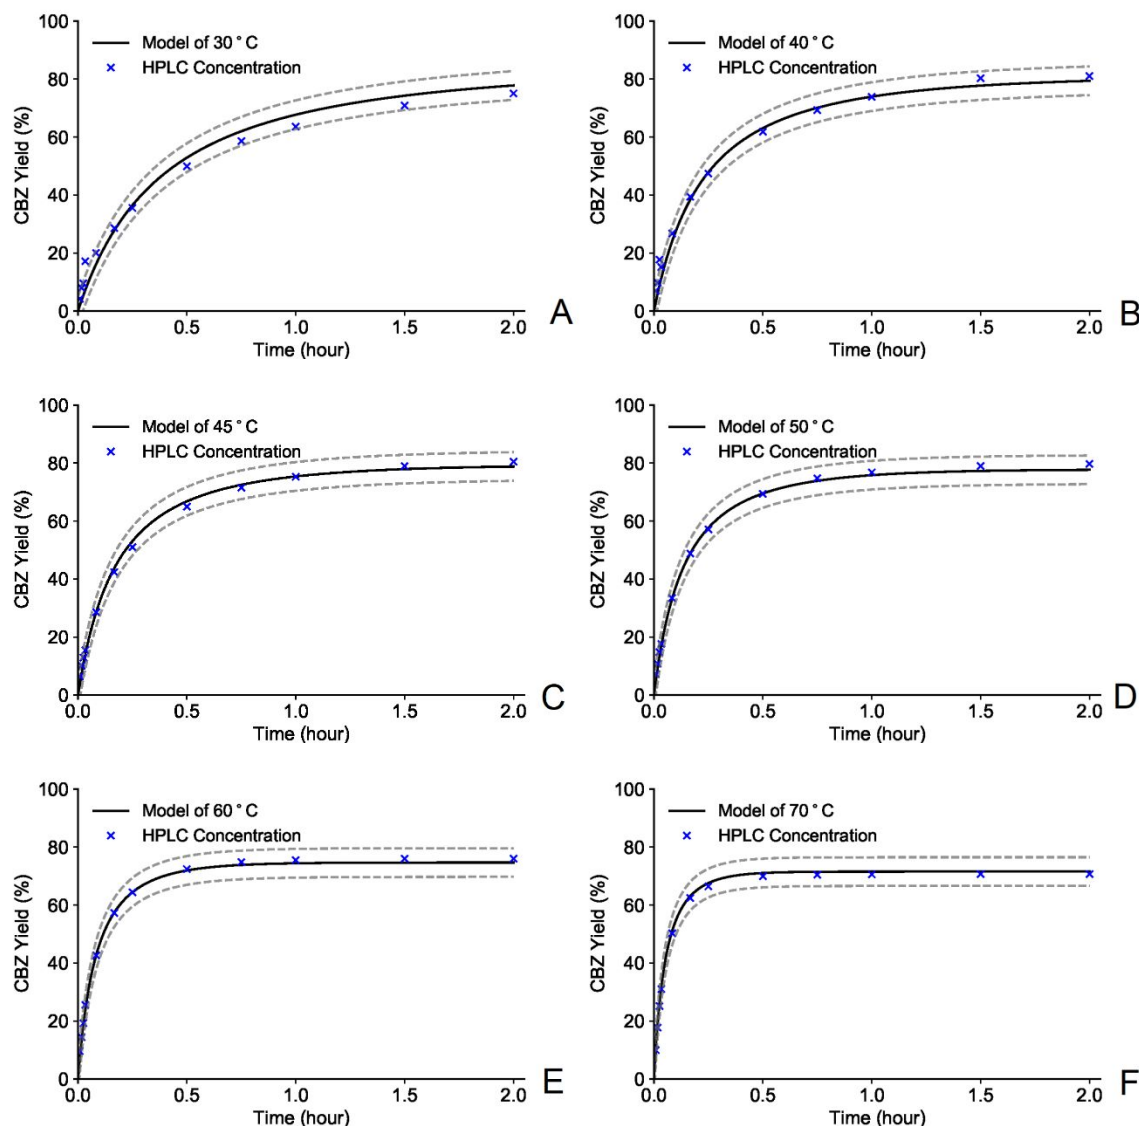 100
80
60
40
20
0
CBZ Yield (%)
Model of 30°C
HPLC Concentration
0.0 0.5 1.0 1.5 2.0
Time (hour)
A
100
80
60
40
20
0
CBZ Yield (%)
Model of 40°C
HPLC Concentration
0.0 0.5 1.0 1.5 2.0
Time (hour)
B
100
80
60
40
20
0
CBZ Yield (%)
Model of 45°C
HPLC Concentration
0.0 0.5 1.0 1.5 2.0
Time (hour)
C
100
80
60
40
20
0
CBZ Yield (%)
Model of 50°C
HPLC Concentration
0.0 0.5 1.0 1.5 2.0
Time (hour)
D
100
80
60
40
20
0
CBZ Yield (%)
Model of 60°C
HPLC Concentration
0.0 0.5 1.0 1.5 2.0
Time (hour)
E
100
80
60
40
20
0
CBZ Yield (%)
Model of 70°C
HPLC Concentration
0.0 0.5 1.0 1.5 2.0
Time (hour)
F